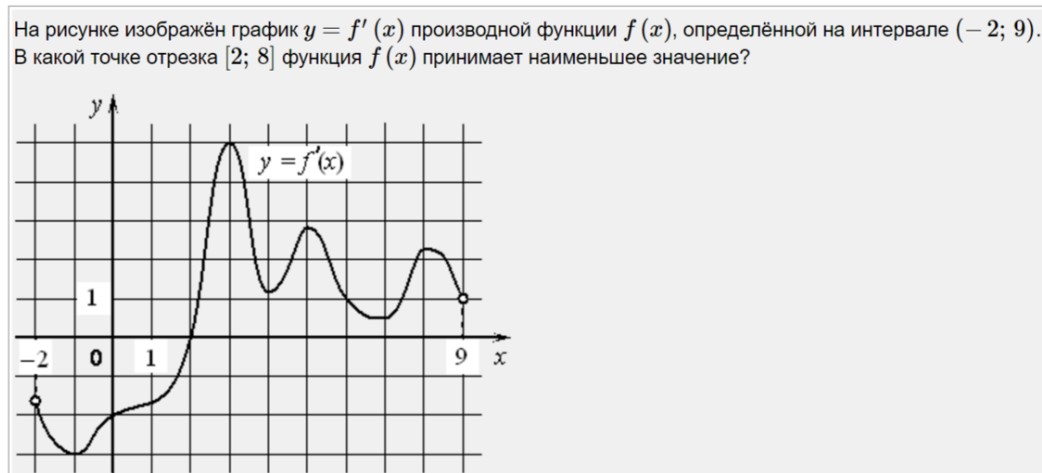 На рисунке изображён график y = f′ (x) производной функции f (x), определённой на интервале (− 2; 9).
В какой точке отрезка [2; 8] функция f (x) принимает наименьшее значение?
y
y = f′(x)
1
−2 0 1 9 x